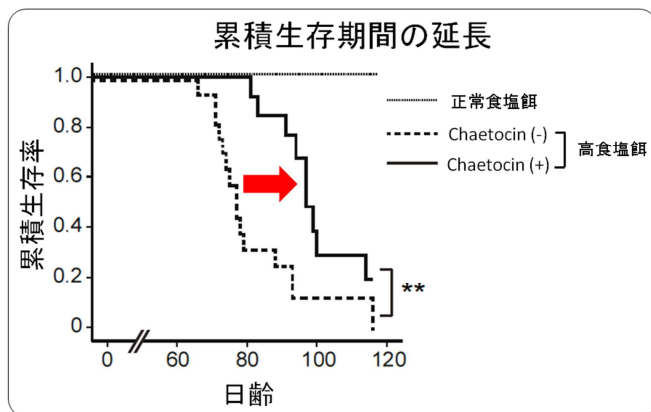 累積生存期間の延長
1.0
0.8
0.6
0.4
0.2
0
累積生存率
0
60
80
100
120
日齢
正常食塩餌
Chaetocin (-)
Chaetocin (+)
高食塩餌
**